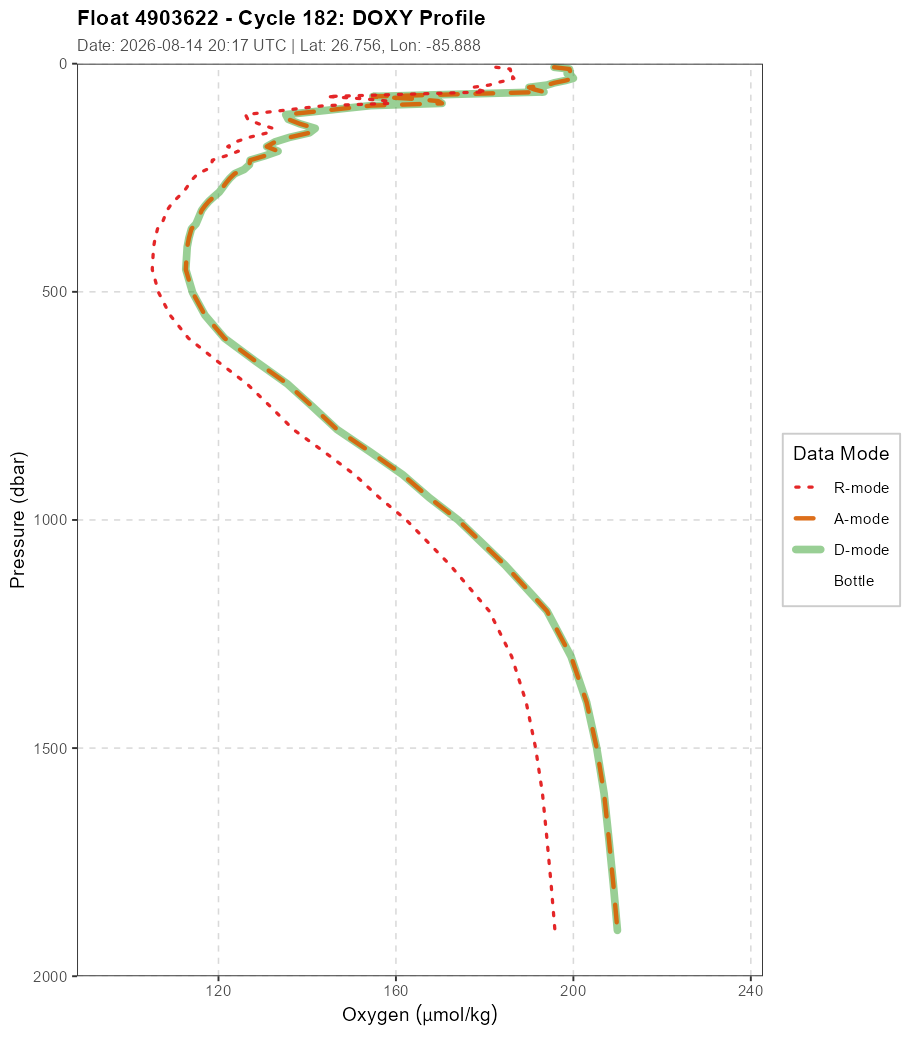 Float 4903622 - Cycle 182: DOXY Profile
Date: 2026-08-14 20:17 UTC | Lat: 26.756, Lon: -85.888
0
500
1000
1500
2000
Pressure (dbar)
120
160
200
240
Oxygen (μmol/kg)
Data Mode
R-mode
A-mode
D-mode
Bottle